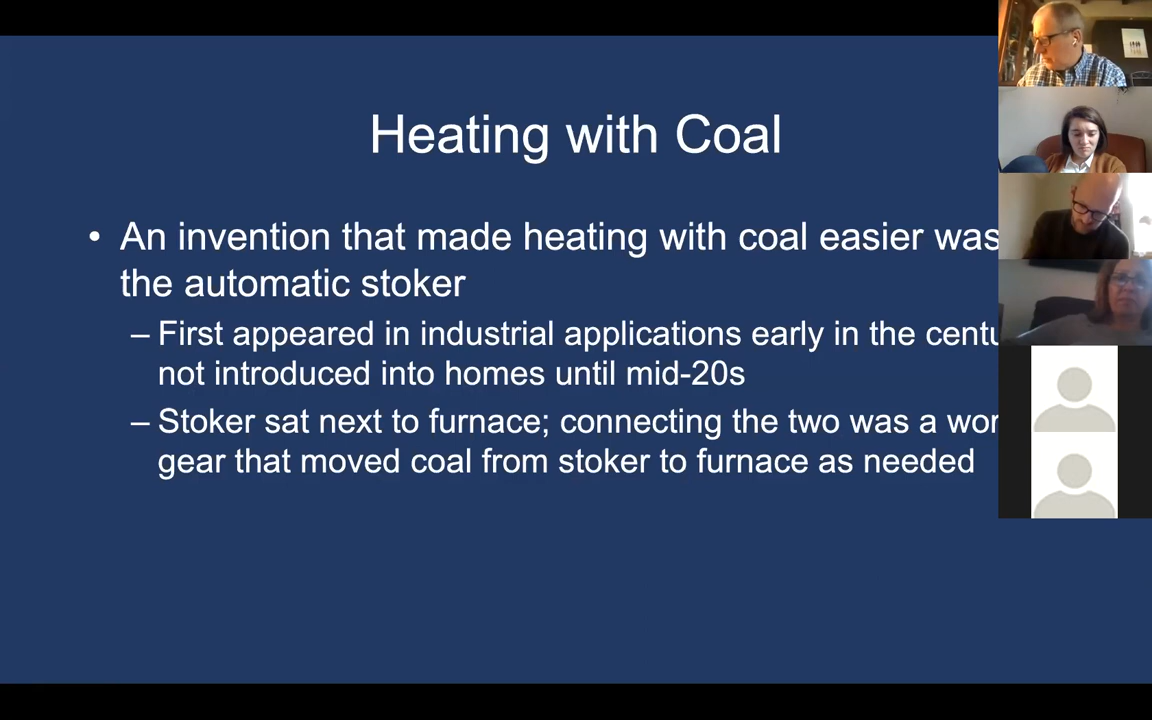 Heating with Coal
• An invention that made heating with coal easier was
the automatic stoker
– First appeared in industrial applications early in the
not introduced into homes until mid-20s
– Stoker sat next to furnace; connecting the two was a
gear that moved coal from stoker to furnace as needed